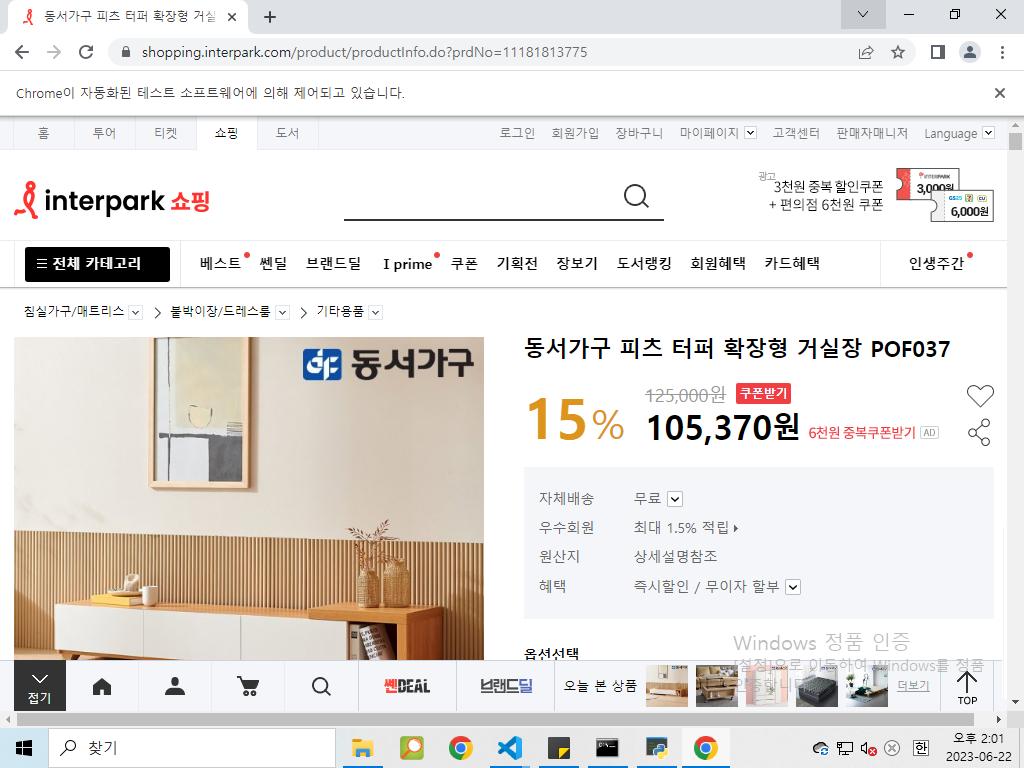 동서가구 피츠 터퍼 확장형 거실
shopping.interpark.com/product/productInfo.do?prdNo=11181813775
Chrome이 자동화된 테스트 소프트웨어에 의해 제어되고 있습니다.
홈 투어 티켓 쇼핑 도서 로그인 회원가입 장바구니 마이페이지 고객센터 판매자매니저 Language
광고
interpark 쇼핑
3천원 중복 할인쿠폰
+ 편의점 6천원 쿠폰
INTERPARK
3,000원
GS25 CU
6,000원
전체 카테고리 베스트 쎈딜 브랜드딜 I prime 쿠폰 기획전 장보기 도서랭킹 회원혜택 카드혜택 인생주간
침실가구/매트리스 붙박이장/드레스룸 기타용품
동서가구
동서가구 피츠 터퍼 확장형 거실장 POF037
15%
125,000원 쿠폰받기
105,370원 6천원 중복쿠폰받기 AD
자체배송 무료
우수회원 최대 1.5% 적립
원산지 상세설명참조
혜택 즉시할인 / 무이자 할부
옵션선택
Windows 정품 인증
[설정]으로 이동하여 Windows를 정품
인증합니다
접기
쎈DEAL 브랜드딜 오늘 본 상품 더보기 TOP
찾기
한
오후 2:01
2023-06-22